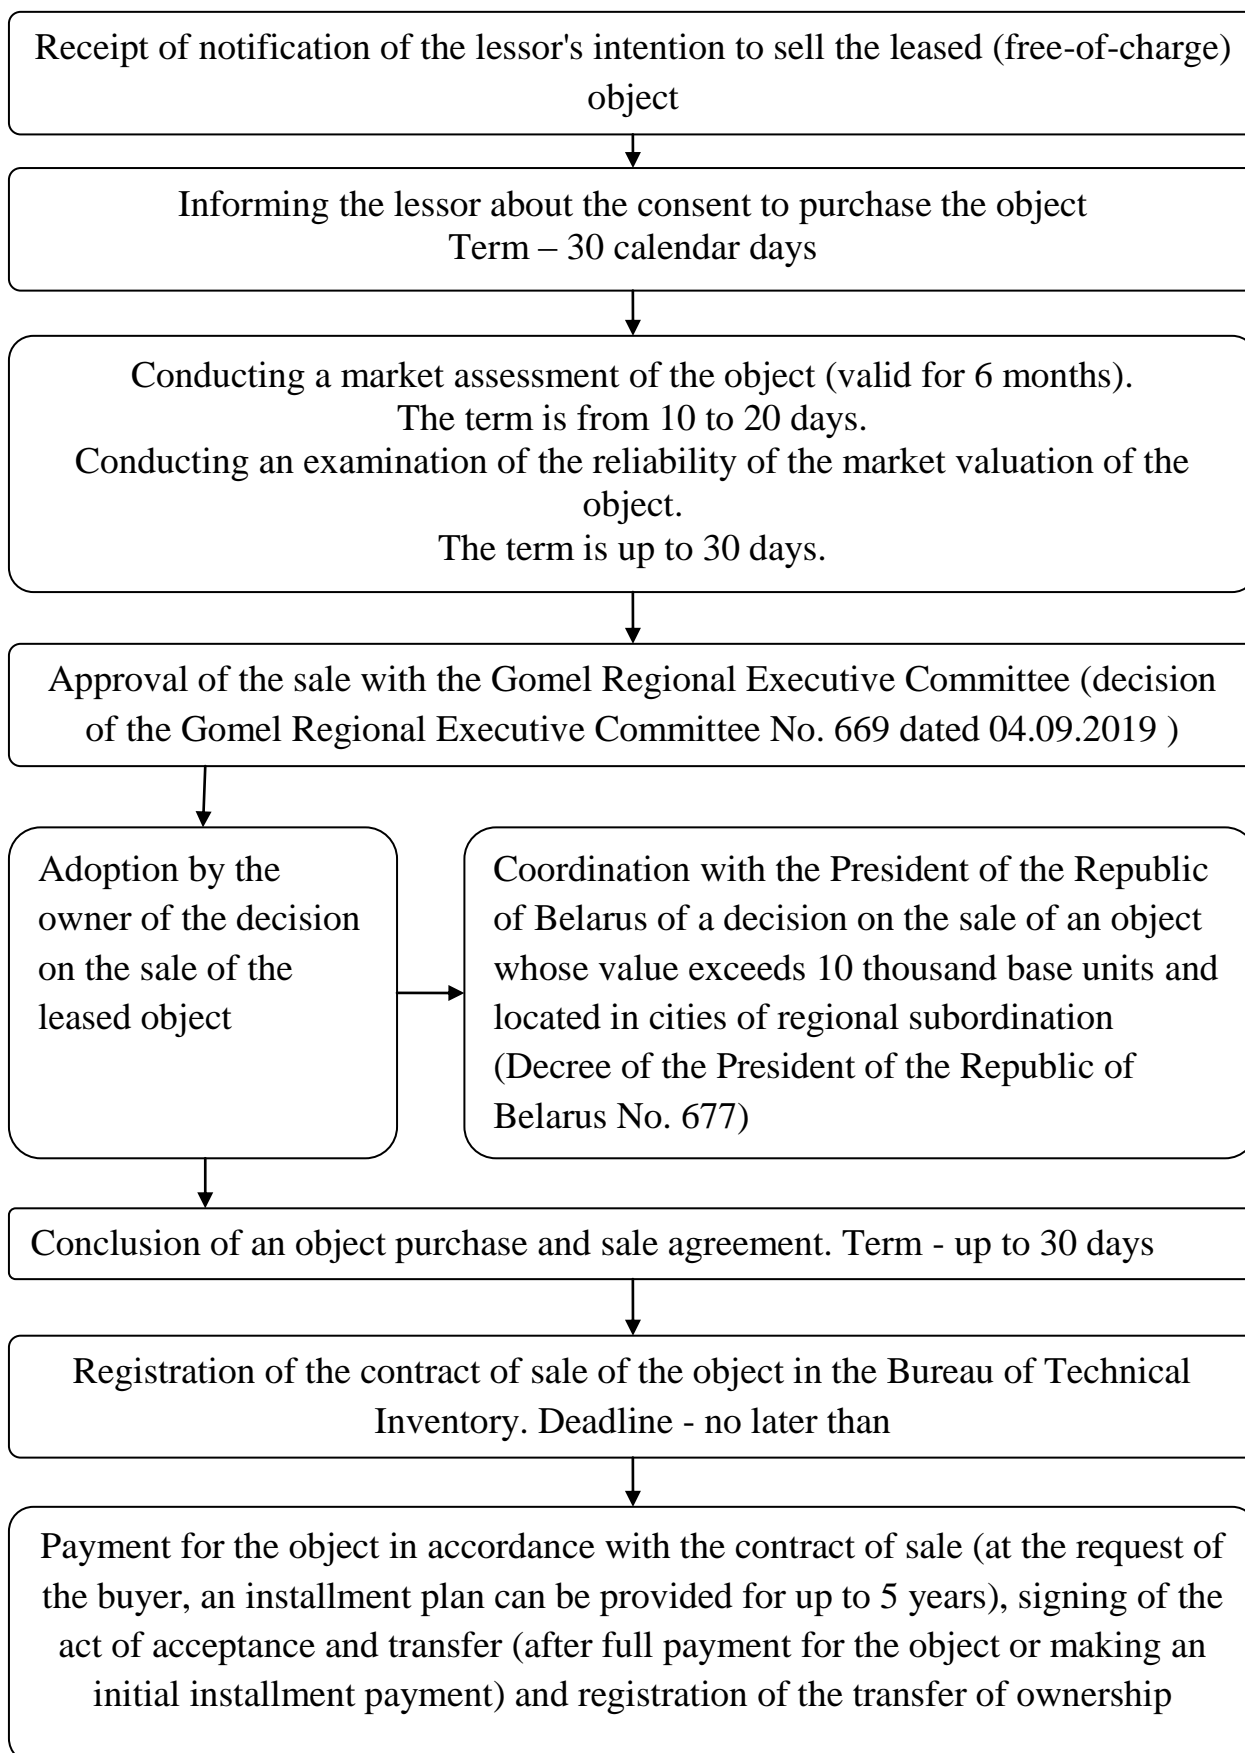 Receipt of notification of the lessor's intention to sell the leased (free-of-charge)
object
Informing the lessor about the consent to purchase the object
Term – 30 calendar days
Conducting a market assessment of the object (valid for 6 months).
The term is from 10 to 20 days.
Conducting an examination of the reliability of the market valuation of the
object.
The term is up to 30 days.
Approval of the sale with the Gomel Regional Executive Committee (decision
of the Gomel Regional Executive Committee No. 669 dated 04.09.2019 )
Adoption by the
owner of the decision
on the sale of the
leased object
Coordination with the President of the Republic
of Belarus of a decision on the sale of an object
whose value exceeds 10 thousand base units and
located in cities of regional subordination
(Decree of the President of the Republic of
Belarus No. 677)
Conclusion of an object purchase and sale agreement. Term - up to 30 days
Registration of the contract of sale of the object in the Bureau of Technical
Inventory. Deadline - no later than
Payment for the object in accordance with the contract of sale (at the request of
the buyer, an installment plan can be provided for up to 5 years), signing of the
act of acceptance and transfer (after full payment for the object or making an
initial installment payment) and registration of the transfer of ownership